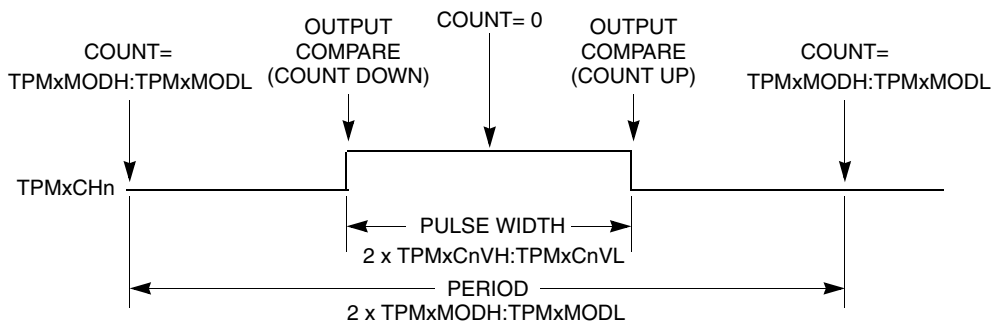 COUNT=
TPMxMODH:TPMxMODL
OUTPUT
COMPARE
(COUNT DOWN)
COUNT= 0
OUTPUT
COMPARE
(COUNT UP)
COUNT=
TPMxMODH:TPMxMODL
TPMxCHn
PULSE WIDTH
2 x TPMxCnVH:TPMxCnVL
PERIOD
2 x TPMxMODH:TPMxMODL